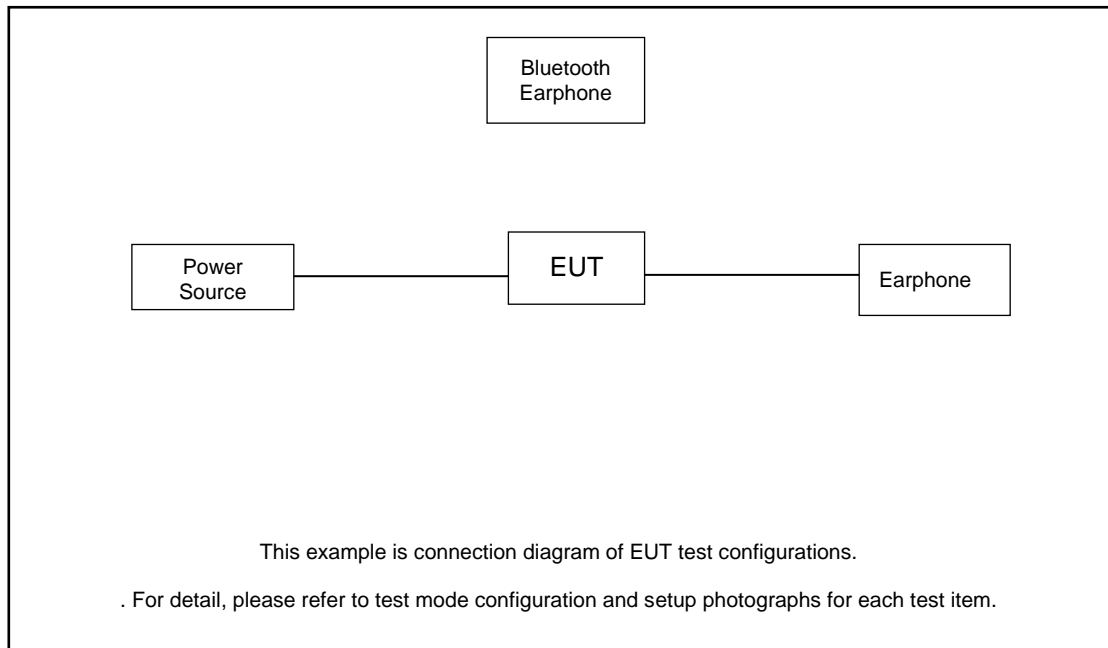 Bluetooth
Earphone
Power
Source
EUT
Earphone
This example is connection diagram of EUT test configurations.
. For detail, please refer to test mode configuration and setup photographs for each test item.